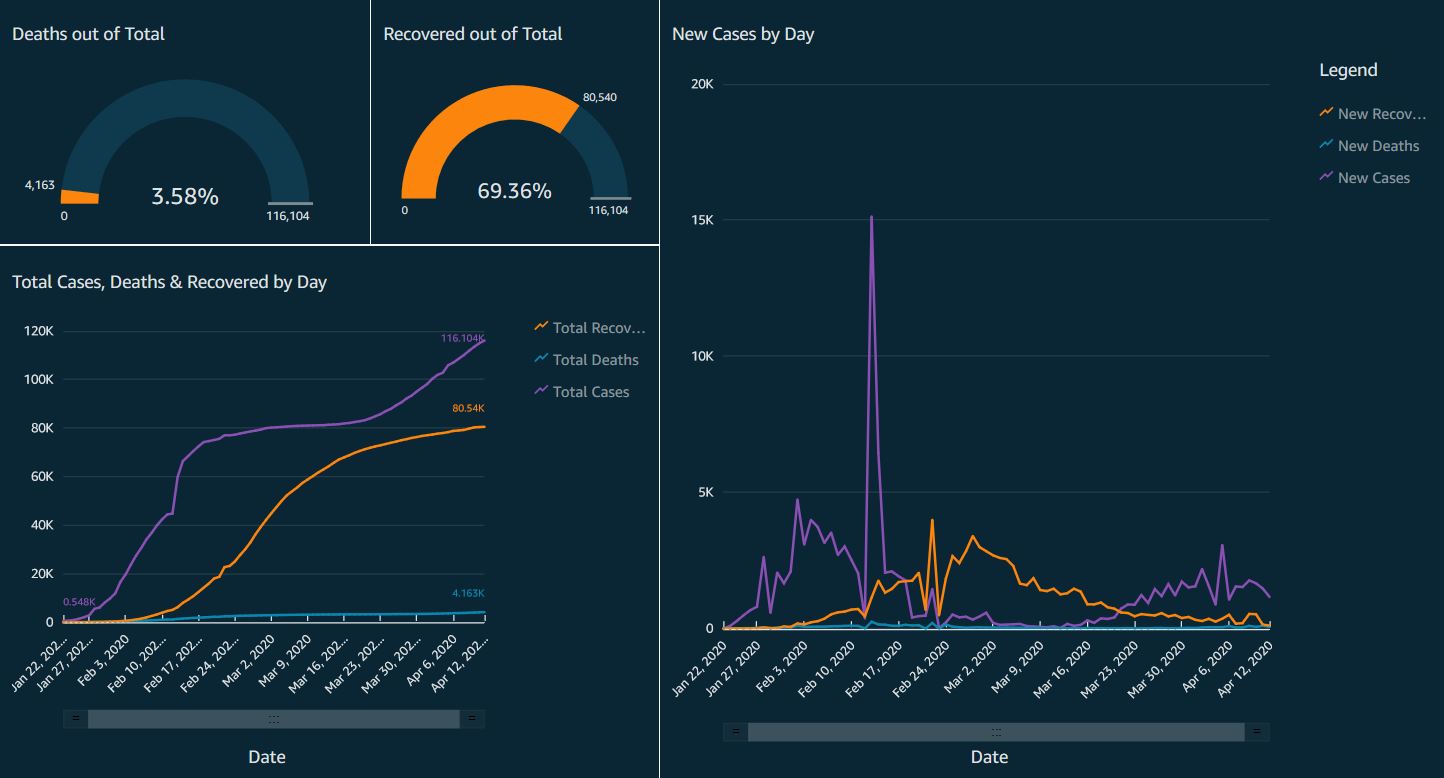 Deaths out of Total
4,163
3.58%
0
116,104
Recovered out of Total
80,540
69.36%
0
116,104
Total Cases, Deaths & Recovered by Day
120K
100K
80K
60K
40K
20K
0
116.104K
80.54K
4.163K
0.548K
Total Recov...
Total Deaths
Total Cases
Jan 22, 202...
Jan 27, 202...
Feb 3, 2020
Feb 10, 202...
Feb 17, 202...
Feb 24, 202...
Mar 2, 2020
Mar 9, 2020
Mar 16, 202...
Mar 23, 202...
Mar 30, 202...
Apr 6, 2020
Apr 12, 202...
Date
New Cases by Day
20K
15K
10K
5K
0
Legend
New Recov...
New Deaths
New Cases
Jan 22, 2020
Jan 27, 2020
Feb 3, 2020
Feb 10, 2020
Feb 17, 2020
Feb 24, 2020
Mar 2, 2020
Mar 9, 2020
Mar 16, 2020
Mar 23, 2020
Mar 30, 2020
Apr 6, 2020
Apr 12, 2020
Date